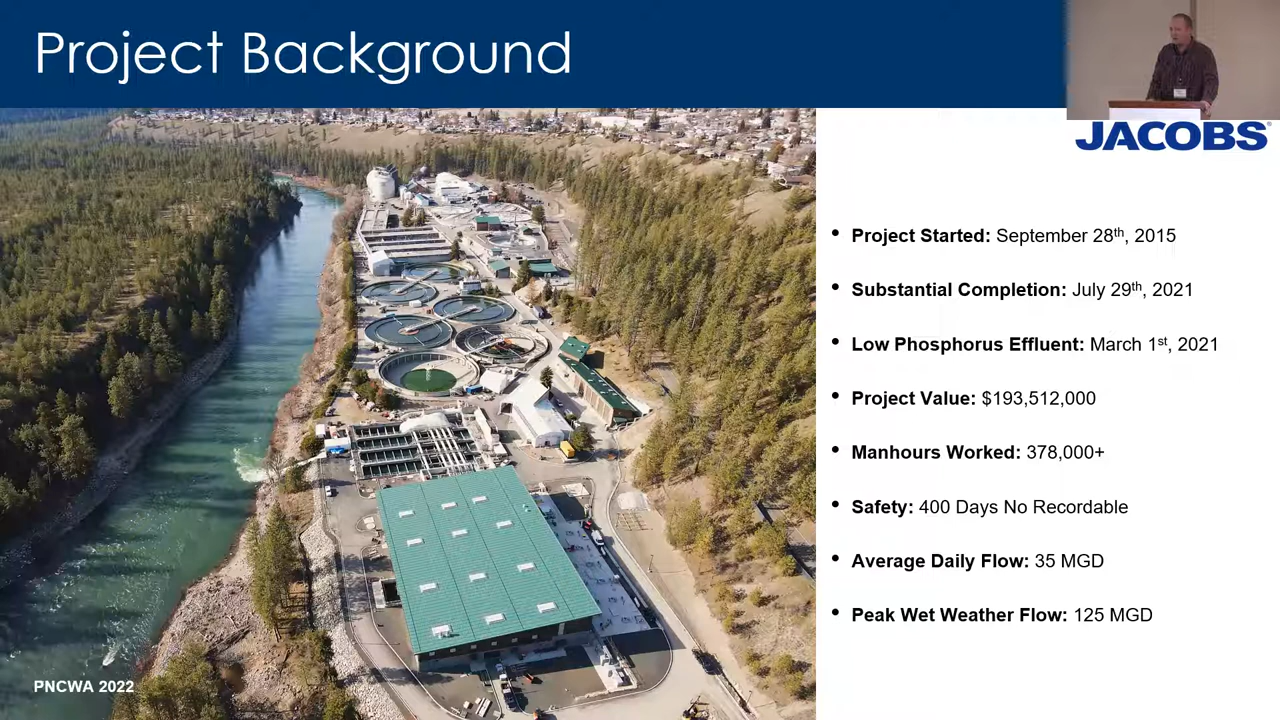 Project Background
JACOBS®
• Project Started: September 28th, 2015
• Substantial Completion: July 29th, 2021
• Low Phosphorus Effluent: March 1st, 2021
• Project Value: $193,512,000
• Manhours Worked: 378,000+
• Safety: 400 Days No Recordable
• Average Daily Flow: 35 MGD
• Peak Wet Weather Flow: 125 MGD
PNCWA 2022